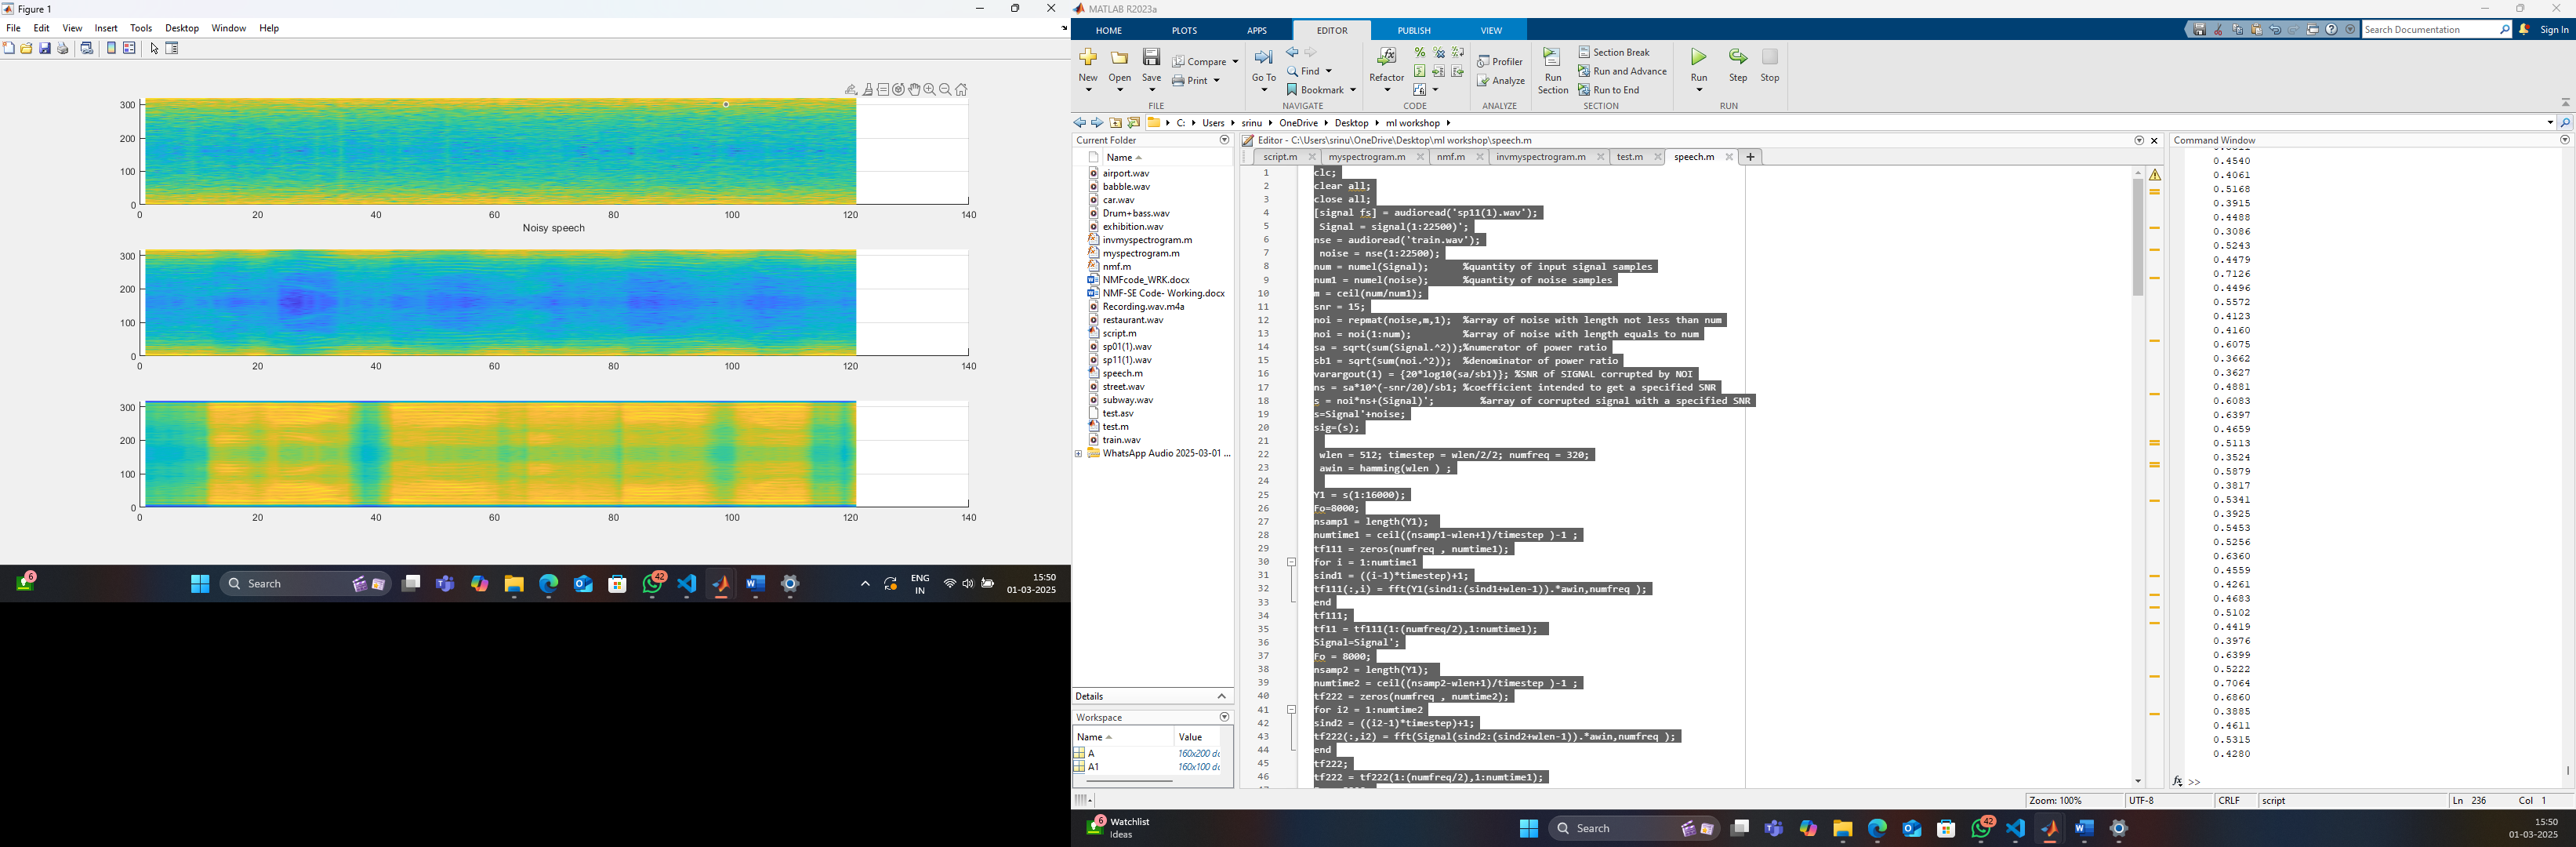 Figure 1
File Edit View Insert Tools Desktop Window Help
300
200
100
0
0 20 40 60 80 100 120 140
Noisy speech
300
200
100
0
0 20 40 60 80 100 120 140
300
200
100
0
0 20 40 60 80 100 120 140
6
Search
42
ENG
IN
15:50
01-03-2025
MATLAB R2023a
HOME PLOTS APPS EDITOR PUBLISH VIEW
Search Documentation
Sign In
New
Open
Save
Compare
Print
FILE
Go To
Find
Bookmark
NAVIGATE
Refactor
CODE
Profiler
Analyze
ANALYZE
Run
Section
Section Break
Run and Advance
Run to End
SECTION
Run
Step
Stop
RUN
C: Users srinu OneDrive Desktop ml workshop
Current Folder
Name
airport.wav
babble.wav
car.wav
Drum+bass.wav
exhibition.wav
invmyspectrogram.m
myspectrogram.m
nmf.m
NMFcode_WRK.docx
NMF-SE Code- Working.docx
Recording.wav.m4a
restaurant.wav
script.m
sp01(1).wav
sp11(1).wav
speech.m
street.wav
subway.wav
test.asv
test.m
train.wav
WhatsApp Audio 2025-03-01 ...
Details
Workspace
Name Value
A 160x200 do
A1 160x100 do
Editor - C:\Users\srinu\OneDrive\Desktop\ml workshop\speech.m
script.m myspectrogram.m nmf.m invmyspectrogram.m test.m speech.m +
1 clc;
2 clear all;
3 close all;
4 [signal fs] = audioread('sp11(1).wav');
5 Signal = signal(1:22500)';
6 nse = audioread('train.wav');
7 noise = nse(1:22500);
8 num = numel(Signal); %quantity of input signal samples
9 num1 = numel(noise); %quantity of noise samples
10 m = ceil(num/num1);
11 snr = 15;
12 noi = repmat(noise,m,1); %array of noise with length not less than num
13 noi = noi(1:num); %array of noise with length equals to num
14 sa = sqrt(sum(Signal.^2));%numerator of power ratio
15 sb1 = sqrt(sum(noi.^2)); %denominator of power ratio
16 varargout(1) = {20*log10(sa/sb1)}; %SNR of SIGNAL corrupted by NOI
17 ns = sa*10^(-snr/20)/sb1; %coefficient intended to get a specified SNR
18 s = noi*ns+(Signal)'; %array of corrupted signal with a specified SNR
19 s=Signal'+noise;
20 sig=(s);
21
22 wlen = 512; timestep = wlen/2/2; numfreq = 320;
23 awin = hamming(wlen ) ;
24
25 Y1 = s(1:16000);
26 Fo=8000;
27 nsamp1 = length(Y1);
28 numtime1 = ceil((nsamp1-wlen+1)/timestep )-1 ;
29 tf111 = zeros(numfreq , numtime1);
30 for i = 1:numtime1
31 sind1 = ((i-1)*timestep)+1;
32 tf111(:,i) = fft(Y1(sind1:(sind1+wlen-1)).*awin,numfreq );
33 end
34 tf111;
35 tf11 = tf111(1:(numfreq/2),1:numtime1);
36 Signal=Signal';
37 Fo = 8000;
38 nsamp2 = length(Y1);
39 numtime2 = ceil((nsamp2-wlen+1)/timestep )-1 ;
40 tf222 = zeros(numfreq , numtime2);
41 for i2 = 1:numtime2
42 sind2 = ((i2-1)*timestep)+1;
43 tf222(:,i2) = fft(Signal(sind2:(sind2+wlen-1)).*awin,numfreq );
44 end
45 tf222;
46 tf222 = tf222(1:(numfreq/2),1:numtime1);
Command Window
0.4540
0.4061
0.5168
0.3915
0.4488
0.3086
0.5243
0.4479
0.7126
0.4496
0.5572
0.4123
0.4160
0.6075
0.3662
0.3627
0.4881
0.6083
0.6397
0.4659
0.5113
0.3524
0.5879
0.3817
0.5341
0.3925
0.5453
0.5256
0.6360
0.4559
0.4261
0.4683
0.5102
0.4419
0.3976
0.6399
0.5222
0.7064
0.6860
0.3885
0.4611
0.5315
0.4280
fx >>
Zoom: 100% UTF-8 CRLF script Ln 236 Col 1
6
Watchlist
Ideas
Search
42
15:50
01-03-2025